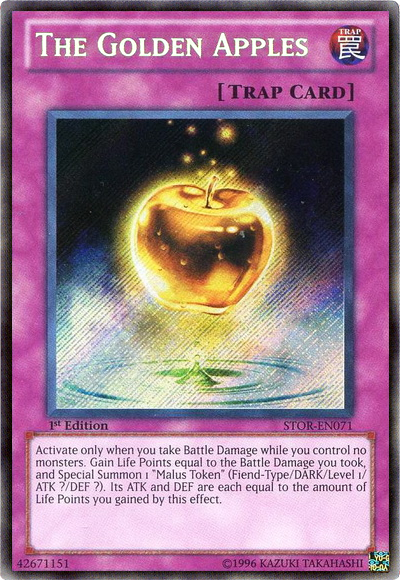 THE GOLDEN APPLES
TRAP
罠
[TRAP CARD]
1st Edition
STOR-EN071
Activate only when you take Battle Damage while you control no
monsters. Gain Life Points equal to the Battle Damage you took,
and Special Summon 1 "Malus Token" (Fiend-Type/DARK/Level 1/
ATK ?/DEF ?). Its ATK and DEF are each equal to the amount of
Life Points you gained by this effect.
42671151
©1996 KAZUKI TAKAHASHI